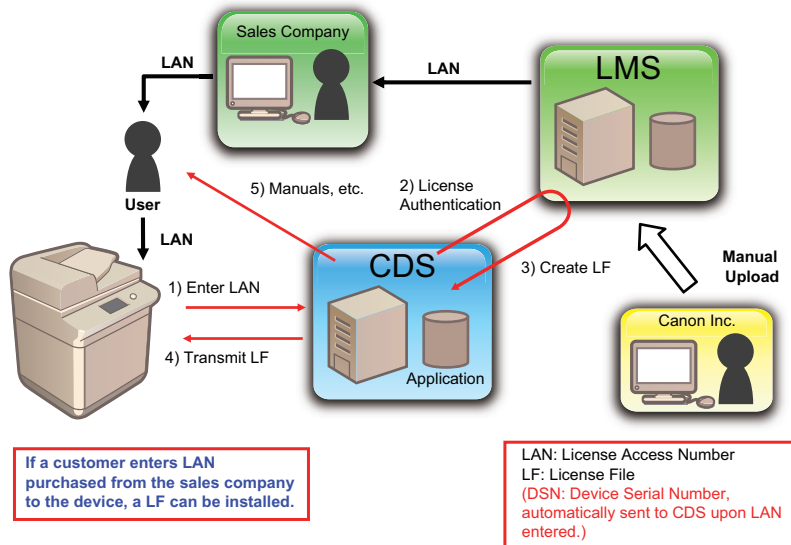 Sales Company
LAN
LAN
LMS
User
5) Manuals, etc.
2) License
Authentication
LAN
CDS
3) Create LF
Manual
Upload
1) Enter LAN
4) Transmit LF
Application
Canon Inc.
If a customer enters LAN
purchased from the sales company
to the device, a LF can be installed.
LAN: License Access Number
LF: License File
(DSN: Device Serial Number,
automatically sent to CDS upon LAN
entered.)